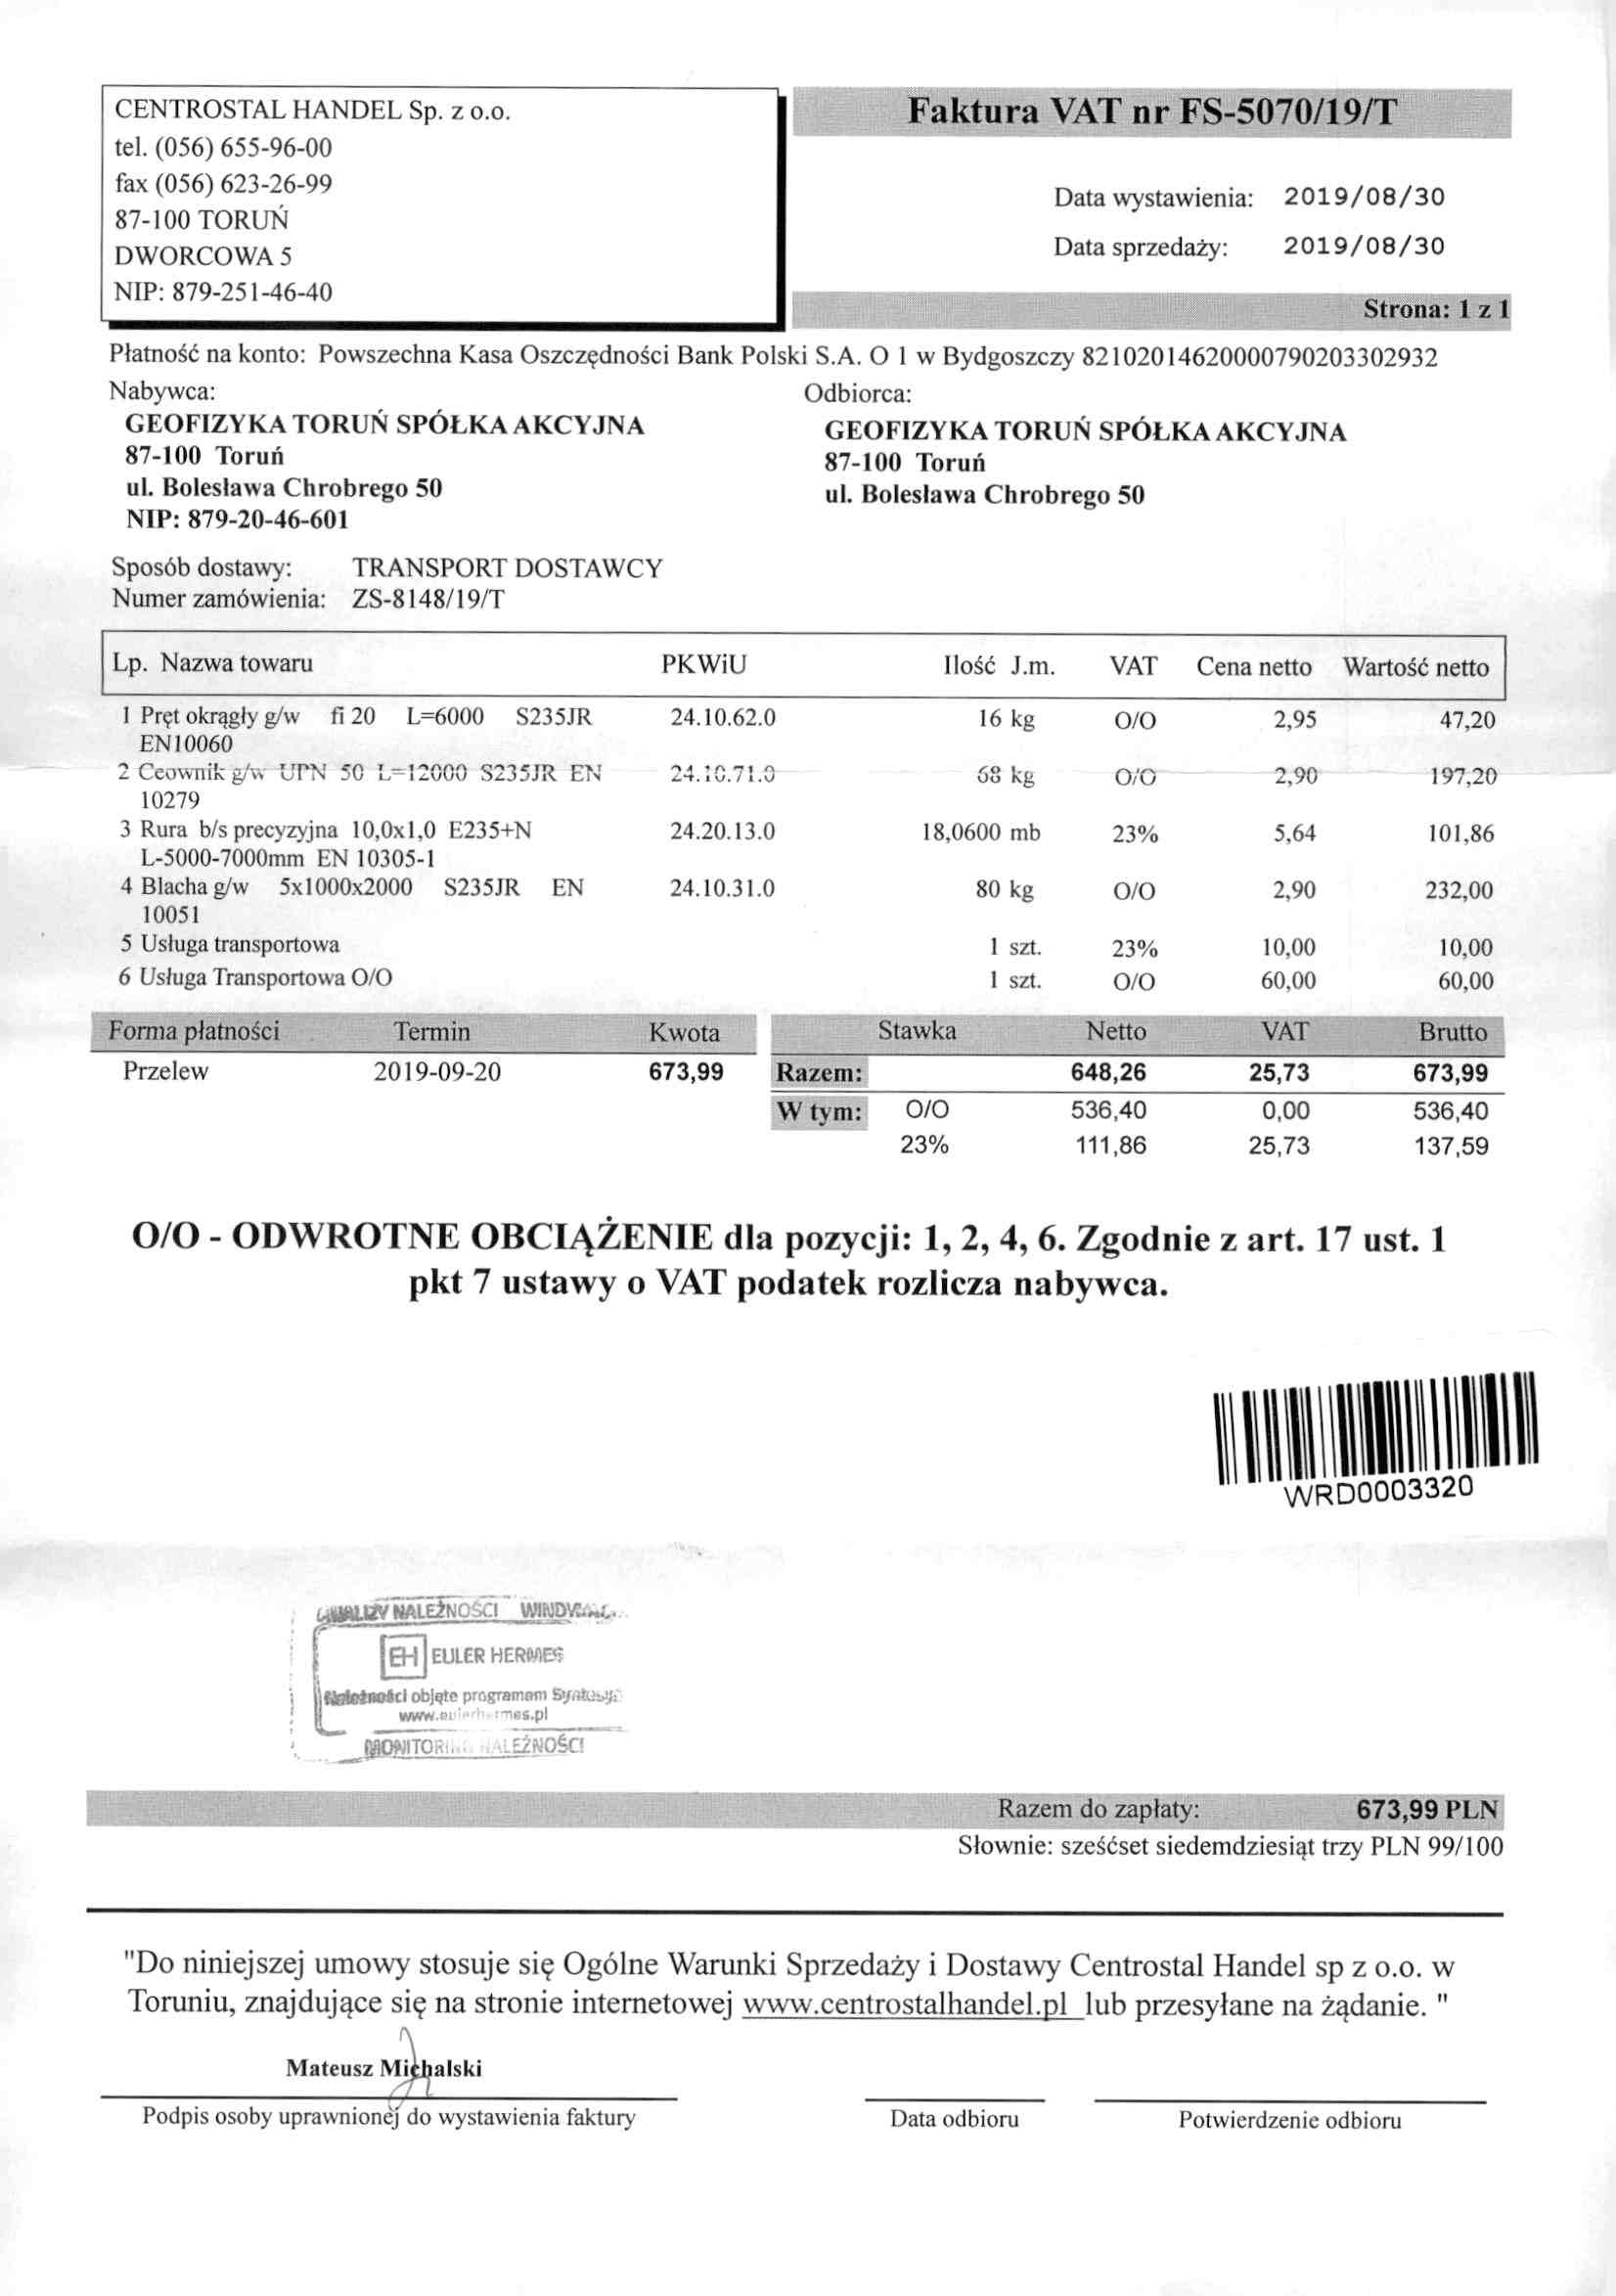 CENTROSTAL HANDEL Sp. z o.o.
tel. (056) 655-96-00
fax (056) 623-26-99
87-100 TORUŃ
DWORCOWA 5
NIP: 879-251-46-40
Faktura VAT nr FS-5070/19/T
Data wystawienia: 2019/08/30
Data sprzedaży: 2019/08/30
Strona: 1 z 1
Płatność na konto: Powszechna Kasa Oszczędności Bank Polski S.A. O 1 w Bydgoszczy 82102014620000790203302932
Nabywca:
GEOFIZYKA TORUŃ SPÓŁKA AKCYJNA
87-100 Toruń
ul. Bolesława Chrobrego 50
NIP: 879-20-46-601
Odbiorca:
GEOFIZYKA TORUŃ SPÓŁKA AKCYJNA
87-100 Toruń
ul. Bolesława Chrobrego 50
Sposób dostawy: TRANSPORT DOSTAWCY
Numer zamówienia: ZS-8148/19/T
Lp. Nazwa towaru PKWiU Ilość J.m. VAT Cena netto Wartość netto
1 Pręt okrągły g/w fi 20 L=6000 S235JR 24.10.62.0 16 kg O/O 2,95 47,20
EN10060
2 Ceownik g/w UPN 50 L=12000 S235JR EN 24.10.71.0 68 kg O/O 2,90 197,20
10279
3 Rura b/s precyzyjna 10,0x1,0 E235+N 24.20.13.0 18,0600 mb 23% 5,64 101,86
L-5000-7000mm EN 10305-1
4 Blacha g/w 5x1000x2000 S235JR EN 24.10.31.0 80 kg O/O 2,90 232,00
10051
5 Usługa transportowa 1 szt. 23% 10,00 10,00
6 Usługa Transportowa O/O 1 szt. O/O 60,00 60,00
Forma płatności Termin Kwota
Przelew 2019-09-20 673,99
Stawka Netto VAT Brutto
Razem: 648,26 25,73 673,99
W tym: O/O 536,40 0,00 536,40
23% 111,86 25,73 137,59
O/O - ODWROTNE OBCIĄŻENIE dla pozycji: 1, 2, 4, 6. Zgodnie z art. 17 ust. 1
pkt 7 ustawy o VAT podatek rozlicza nabywca.
WRD0003320
NALEŻNOŚCI
EH EULER HERMES
Należności objęte programem
MONITORING NALEŻNOŚCI
Razem do zapłaty: 673,99 PLN
Słownie: sześćset siedemdziesiąt trzy PLN 99/100
"Do niniejszej umowy stosuje się Ogólne Warunki Sprzedaży i Dostawy Centrostal Handel sp z o.o. w
Toruniu, znajdujące się na stronie internetowej www.centrostalhandel.pl lub przesyłane na żądanie. "
Mateusz Michalski
Podpis osoby uprawnionej do wystawienia faktury
Data odbioru
Potwierdzenie odbioru